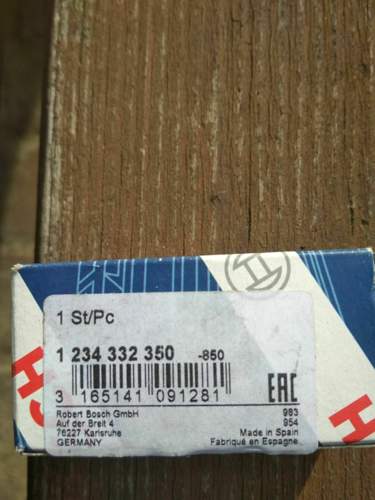 1 St/Pc
1 234 332 350 -850
3 165141 091281
EAC
Robert Bosch GmbH
Auf der Breit 4
76227 Karlsruhe
GERMANY
983
954
Made in Spain
Fabriqué en Espagne